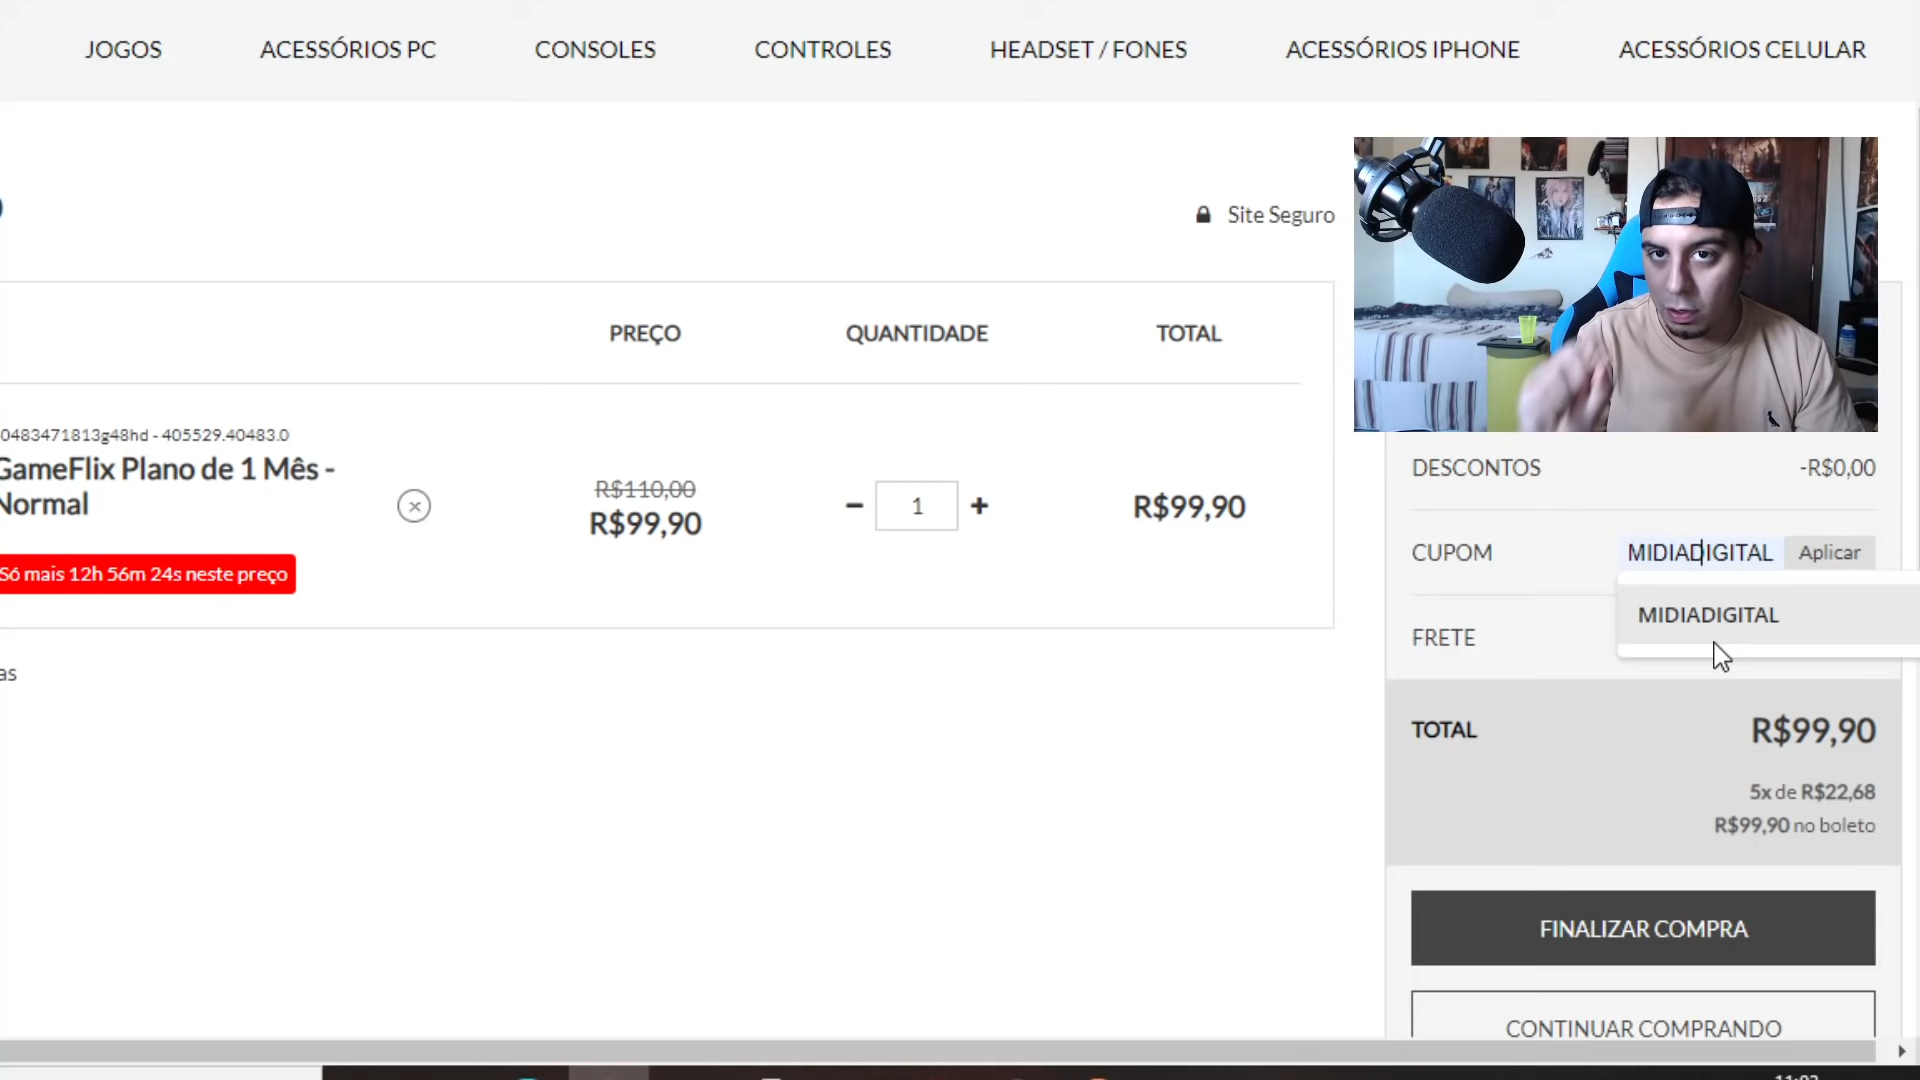 JOGOS ACESSÓRIOS PC CONSOLES CONTROLES HEADSET / FONES ACESSÓRIOS IPHONE ACESSÓRIOS CELULAR
Site Seguro
PREÇO QUANTIDADE TOTAL
0483471813g48hd - 405529.40483.0
GameFlix Plano de 1 Mês -
Normal
R$110,00
R$99,90
1
R$99,90
Só mais 12h 56m 24s neste preço
as
DESCONTOS -R$0,00
CUPOM MIDIADIGITAL Aplicar
MIDIADIGITAL
FRETE
TOTAL R$99,90
5x de R$22,68
R$99,90 no boleto
FINALIZAR COMPRA
CONTINUAR COMPRANDO